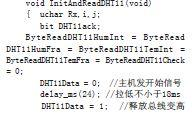 void InitAndReadDHT11(void)
{ uchar Rx,i,j;
bit DHT11ack;
ByteReadDHT11HumInt = ByteRead
DHT11HumFra = ByteReadDHT11TemInt =
ByteReadDHT11TemFra = ByteReadDHT11Check
= 0;
DHT11Data = 0; //主机发开始信号
delay_ms(24); //拉低不小于18ms
DHT11Data = 1; //释放总线变高